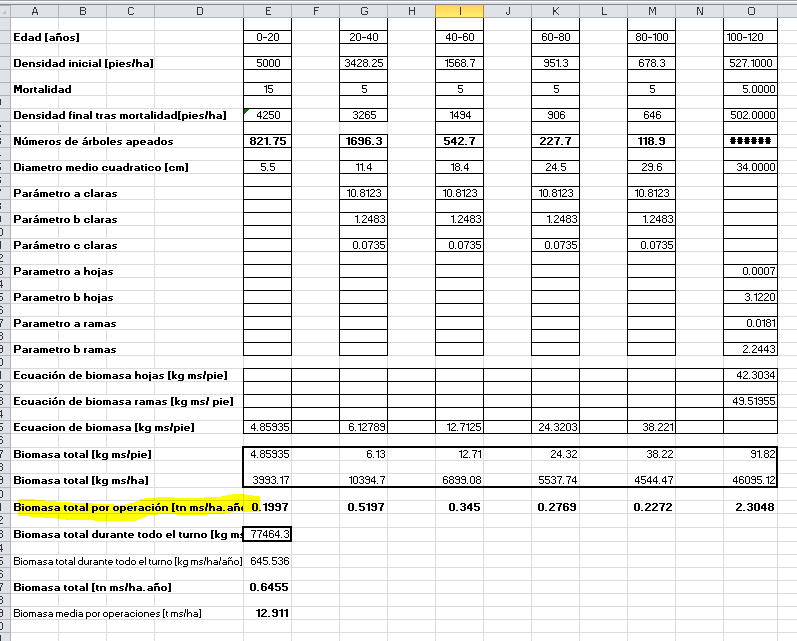 A B C D E F G H I J K L M N O
Edad [años] 0-20 20-40 40-60 60-80 80-100 100-120
Densidad inicial [pies/ha] 5000 3428.25 1568.7 951.3 678.3 527.1000
Mortalidad 15 5 5 5 5 5.0000
Densidad final tras mortalidad[pies/ha] 4250 3265 1494 906 646 502.0000
Números de árboles apeados 821.75 1696.3 542.7 227.7 118.9 ######
Diametro medio cuadratico [cm] 5.5 11.4 18.4 24.5 29.6 34.0000
Parámetro a claras 10.8123 10.8123 10.8123 10.8123
Parámetro b claras 1.2483 1.2483 1.2483 1.2483
Parámetro c claras 0.0735 0.0735 0.0735 0.0735
Parametro a hojas 0.0007
Parametro b hojas 3.1220
Parametro a ramas 0.0181
Parametro b ramas 2.2443
Ecuación de biomasa hojas [kg ms/pie] 42.3034
Ecuación de biomasa ramas [kg ms/ pie] 49.51955
Ecuacion de biomasa [kg ms/pie] 4.85935 6.12789 12.7125 24.3203 38.221
Biomasa total [kg ms/pie] 4.85935 6.13 12.71 24.32 38.22 91.82
Biomasa total [kg ms/ha] 3993.17 10394.7 6899.08 5537.74 4544.47 46095.12
Biomasa total por operación [tn ms/ha.año 0.1997 0.5197 0.345 0.2769 0.2272 2.3048
Biomasa total durante todo el turno [kg ms 77464.3
Biomasa total durante todo el turno [kg ms/ha/año] 645.536
Biomasa total [tn ms/ha.año] 0.6455
Biomasa media por operaciones [t ms/ha] 12.911